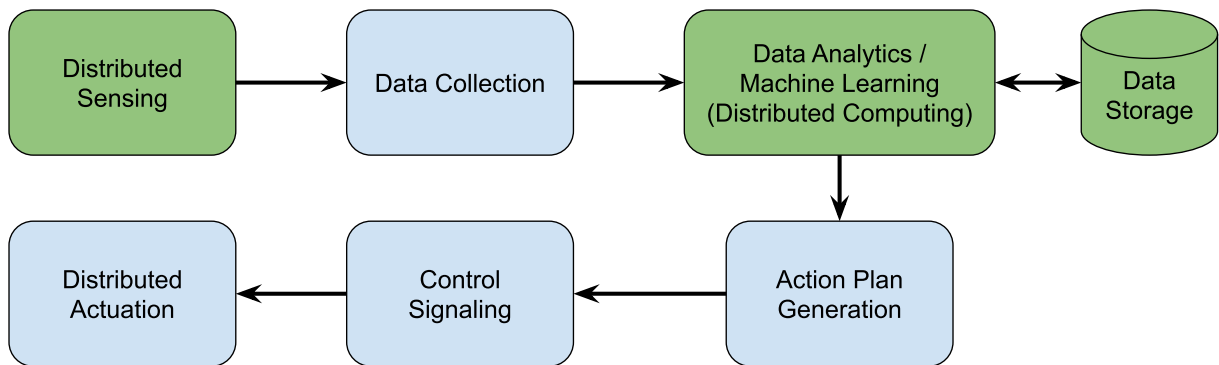 Distributed
Sensing
Data Collection
Data Analytics /
Machine Learning
(Distributed Computing)
Data
Storage
Distributed
Actuation
Control
Signaling
Action Plan
Generation